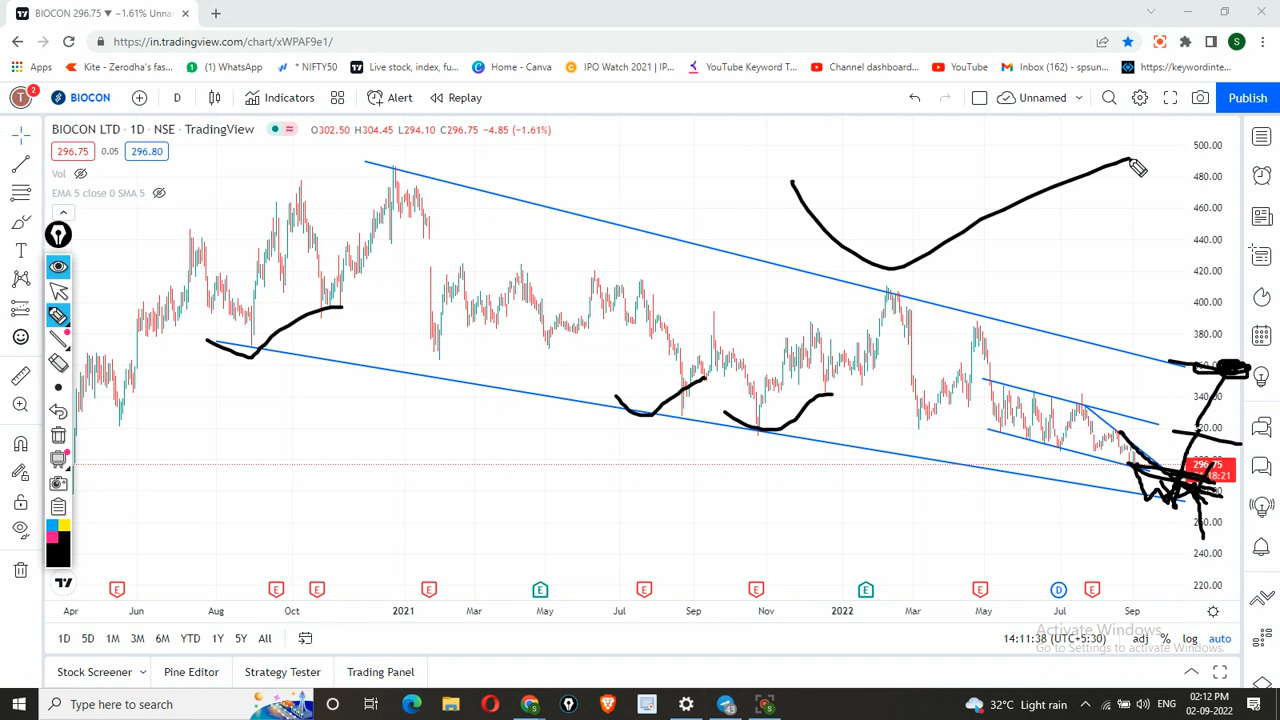 BIOCON 296.75 ▼ −1.61% Unna
https://in.tradingview.com/chart/xWPAF9e1/
Apps
Kite - Zerodha's fas...
(1) WhatsApp
* *NIFTY50
Live stock, index, fu...
Home - Canva
IPO Watch 2021 | IP...
YouTube Keyword T...
Channel dashboard...
YouTube
Inbox (162) - spsun...
https://keywordinte...
T 2
BIOCON
D
Indicators
Alert
Replay
Unnamed
Publish
BIOCON LTD · 1D · NSE · TradingView
O302.50 H304.45 L294.10 C296.75 −4.85 (−1.61%)
296.75 0.05 296.80
Vol
EMA 5 close 0 SMA 5
500.00
480.00
460.00
440.00
420.00
400.00
380.00
340.00
320.00
296.75
260.00
240.00
220.00
E E E E E E E E E D E
Apr Jun Aug Oct 2021 Mar May Jul Sep Nov 2022 Mar May Jul Sep
1D 5D 1M 3M 6M YTD 1Y 5Y All
14:11:38 (UTC+5:30)
adj % log auto
Activate Windows
Go to Settings to activate Windows.
Stock Screener
Pine Editor
Strategy Tester
Trading Panel
Type here to search
32°C Light rain
ENG
02:12 PM
02-09-2022